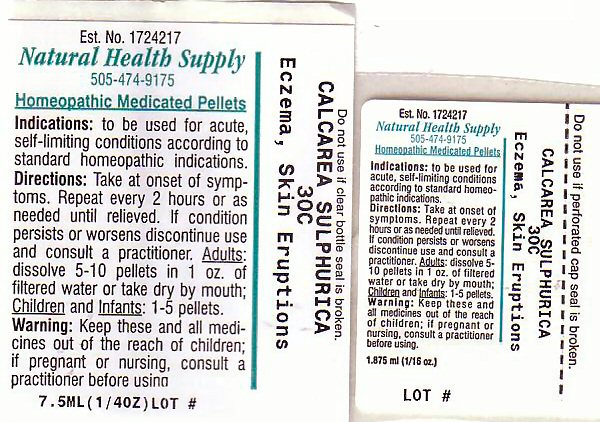 Est. No. 1724217
Natural Health Supply
505-474-9175
Homeopathic Medicated Pellets
Indications: to be used for acute,
self-limiting conditions according to
standard homeopathic indications.
Directions: Take at onset of symp-
toms. Repeat every 2 hours or as
needed until relieved. If condition
persists or worsens discontinue use
and consult a practitioner. Adults:
dissolve 5-10 pellets in 1 oz. of
filtered water or take dry by mouth;
Children and Infants: 1-5 pellets.
Warning: Keep these and all medi-
cines out of the reach of children;
if pregnant or nursing, consult a
practitioner before using
7.5ML(1/4OZ)LOT #
Do not use if clear bottle seal is broken.
CALCAREA SULPHURICA
30C
Eczema, Skin Eruptions
Est. No. 1724217
Natural Health Supply
505-474-9175
Homeopathic Medicated Pellets
Indications: to be used for
acute, self-limiting conditions
according to standard homeo-
pathic indications.
Directions: Take at onset of
symptoms. Repeat every 2
hours or as needed until relieved.
If condition persists or worsens
discontinue use and consult a
practitioner. Adults: dissolve 5-
10 pellets in 1 oz. of filtered
water or take dry by mouth;
Children and Infants: 1-5 pellets.
Warning: Keep these and
all medicines out of the reach
of children; if pregnant or
nursing, consult a practitioner
before using.
1.875 ml (1/16 oz.)
LOT #
Do not use if perforated cap seal is broken.
CALCAREA SULPHURICA
30C
Eczema, Skin Eruptions